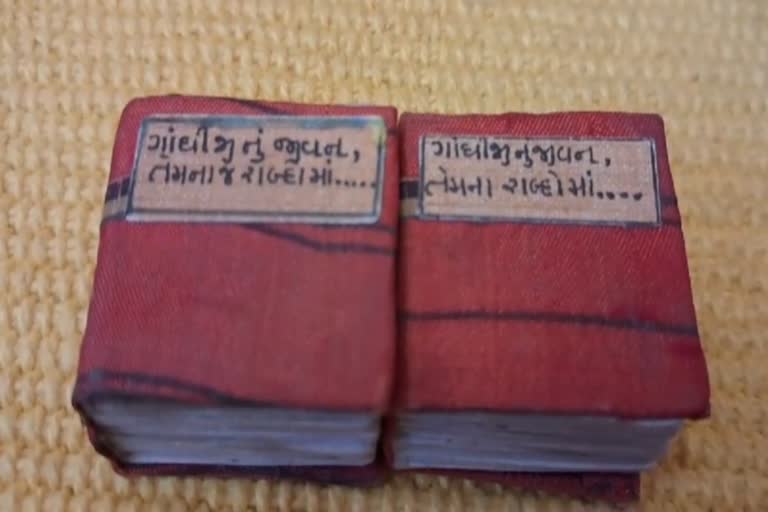 ગાંધીજીનું જીવન,
તેમના જ શબ્દોમાં.....
ગાંધીજીનું જીવન,
તેમના શબ્દોમાં....